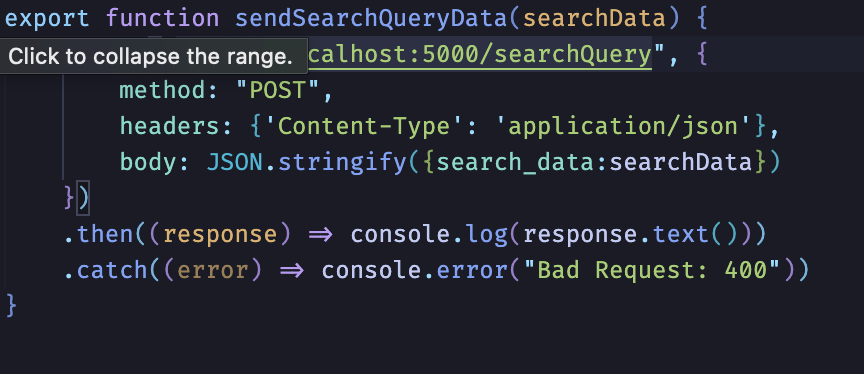 export function sendSearchQueryData(searchData) {
Click to collapse the range. calhost:5000/searchQuery", {
method: "POST",
headers: {'Content-Type': 'application/json'},
body: JSON.stringify({search_data:searchData})
})
.then((response) => console.log(response.text()))
.catch((error) => console.error("Bad Request: 400"))
}